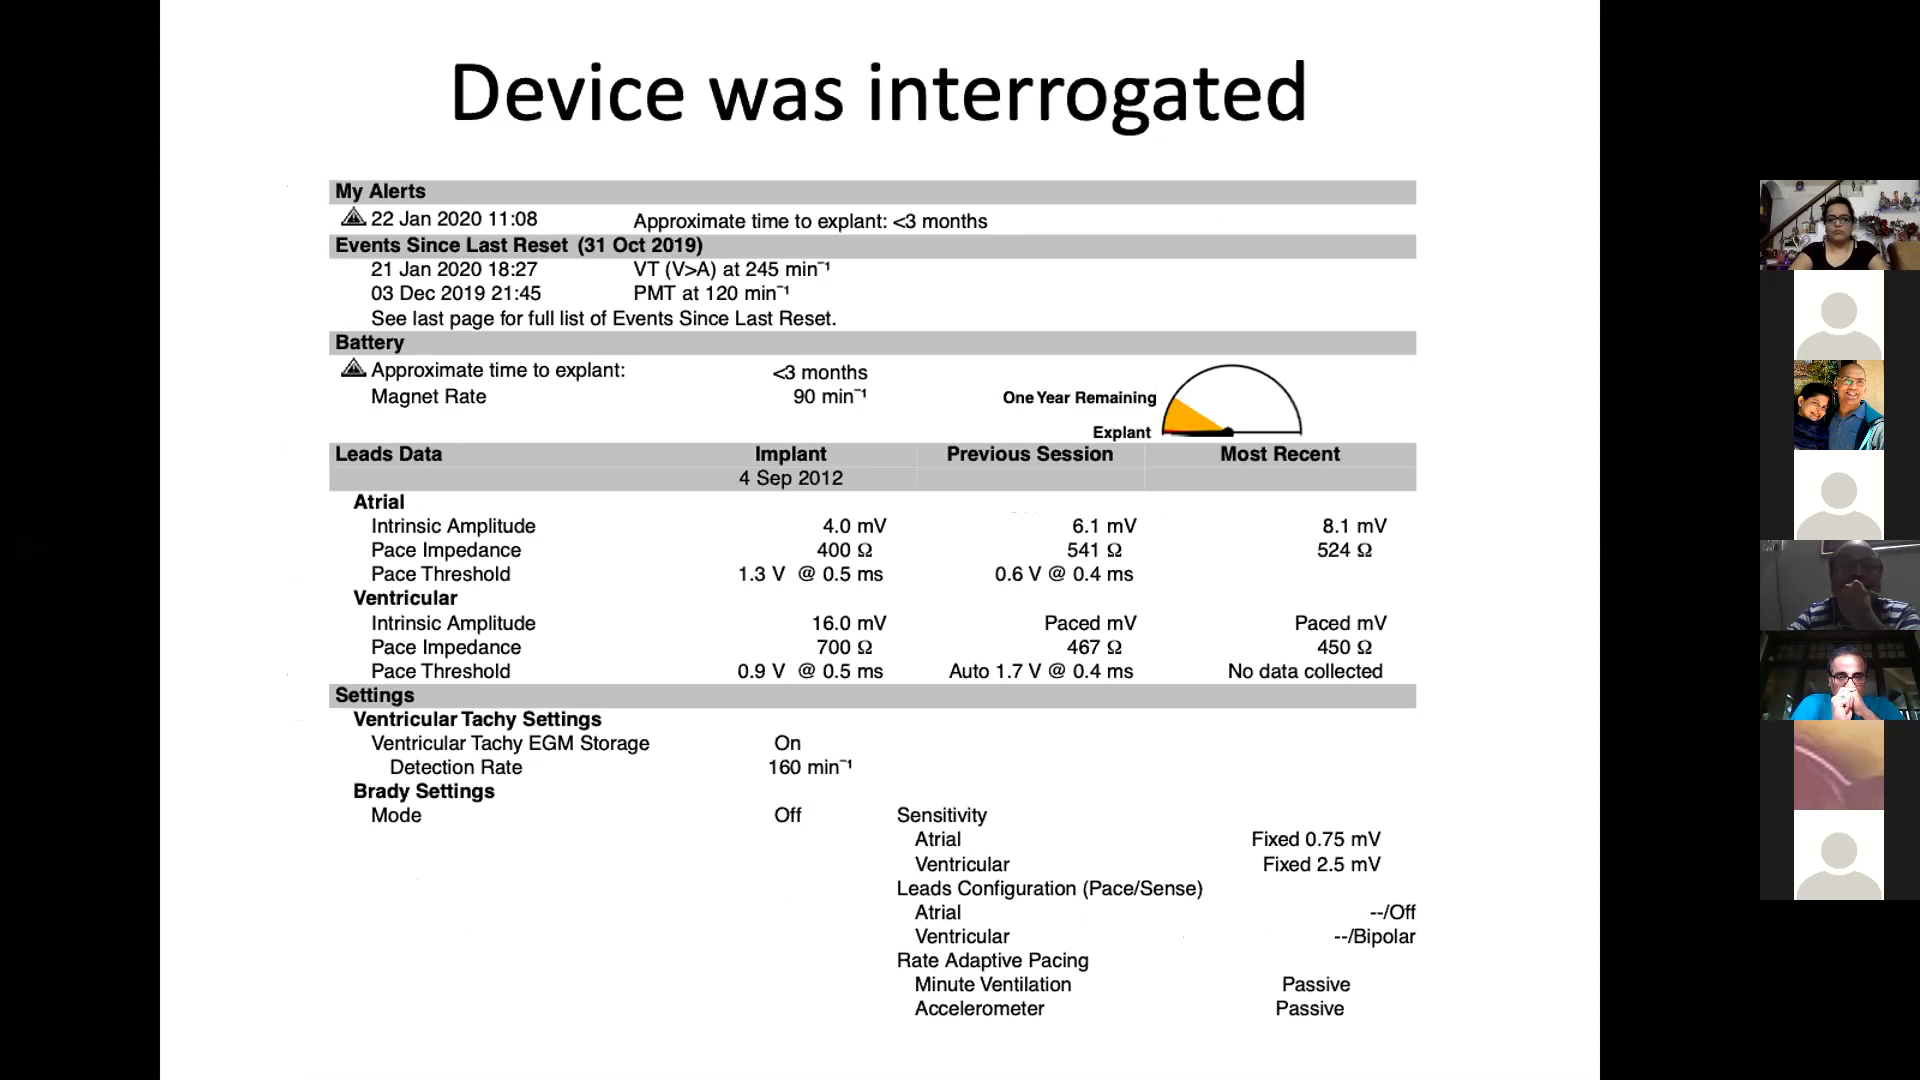 Device was interrogated
My Alerts
22 Jan 2020 11:08 Approximate time to explant: <3 months
Events Since Last Reset (31 Oct 2019)
21 Jan 2020 18:27 VT (V>A) at 245 min⁻¹
03 Dec 2019 21:45 PMT at 120 min⁻¹
See last page for full list of Events Since Last Reset.
Battery
Approximate time to explant: <3 months
Magnet Rate 90 min⁻¹
One Year Remaining
Explant
Leads Data Implant Previous Session Most Recent
4 Sep 2012
Atrial
Intrinsic Amplitude 4.0 mV 6.1 mV 8.1 mV
Pace Impedance 400 Ω 541 Ω 524 Ω
Pace Threshold 1.3 V @ 0.5 ms 0.6 V @ 0.4 ms
Ventricular
Intrinsic Amplitude 16.0 mV Paced mV Paced mV
Pace Impedance 700 Ω 467 Ω 450 Ω
Pace Threshold 0.9 V @ 0.5 ms Auto 1.7 V @ 0.4 ms No data collected
Settings
Ventricular Tachy Settings
Ventricular Tachy EGM Storage On
Detection Rate 160 min⁻¹
Brady Settings
Mode Off Sensitivity
Atrial Fixed 0.75 mV
Ventricular Fixed 2.5 mV
Leads Configuration (Pace/Sense)
Atrial --/Off
Ventricular --/Bipolar
Rate Adaptive Pacing
Minute Ventilation Passive
Accelerometer Passive